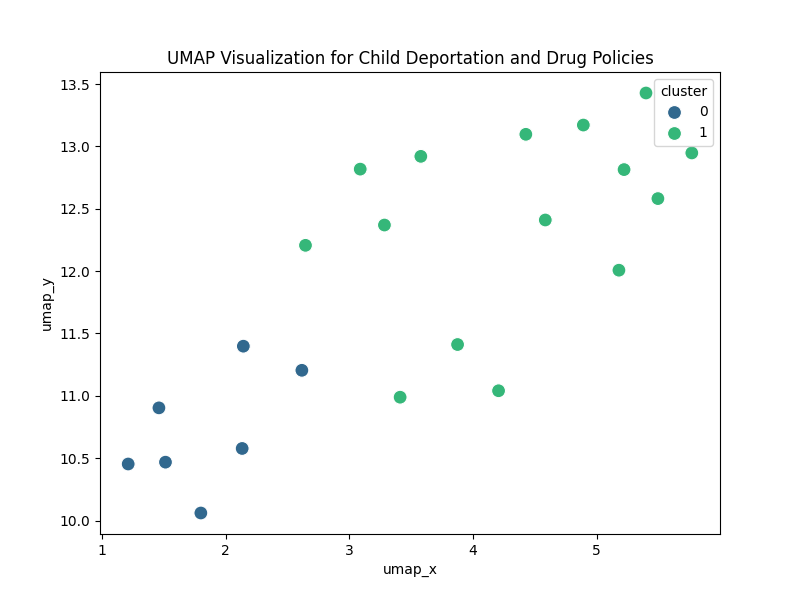 UMAP Visualization for Child Deportation and Drug Policies
cluster
0
1
umap_y
13.5
13.0
12.5
12.0
11.5
11.0
10.5
10.0
1 2 3 4 5
umap_x